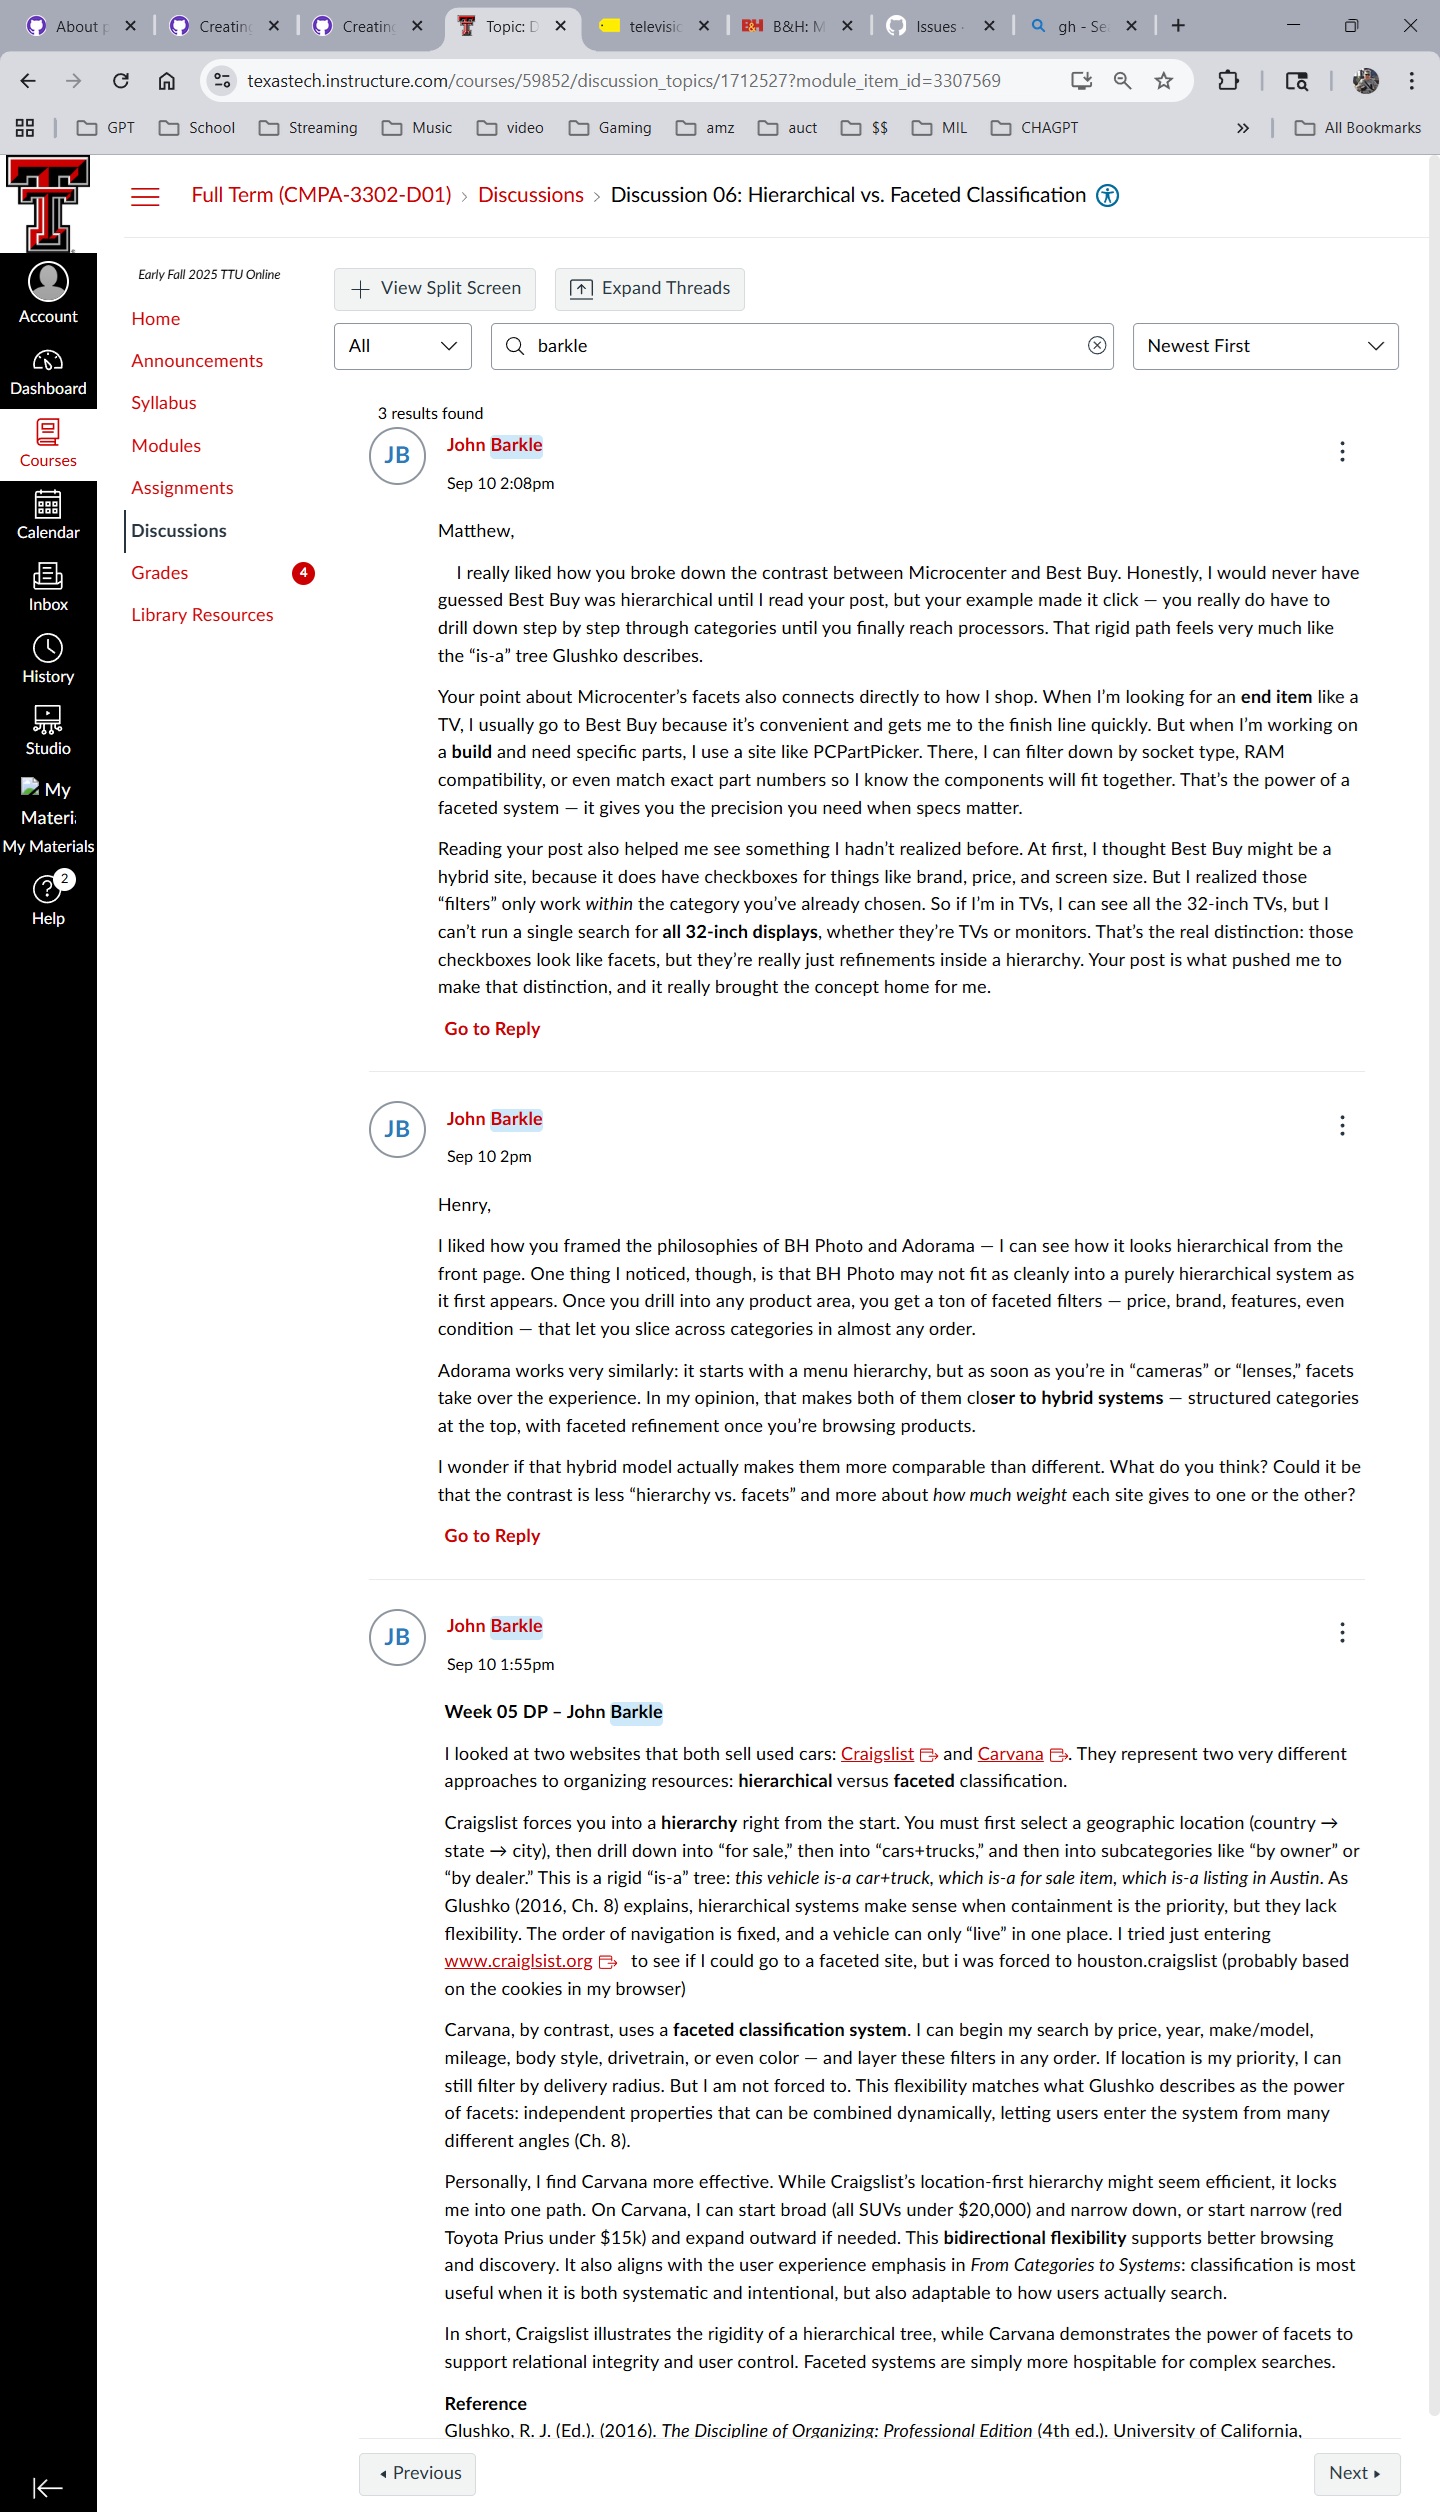 About p
Creating
Creating
Topic: D
televisio
B&H: M
Issues ·
gh - Sea
texastech.instructure.com/courses/59852/discussion_topics/1712527?module_item_id=3307569
GPT School Streaming Music video Gaming amz auct $$ MIL CHAGPT » All Bookmarks
Full Term (CMPA-3302-D01) › Discussions › Discussion 06: Hierarchical vs. Faceted Classification
Account
Dashboard
Courses
Calendar
Inbox
History
Studio
My
Materi
My Materials
2
Help
Early Fall 2025 TTU Online
Home
Announcements
Syllabus
Modules
Assignments
Discussions
Grades 4
Library Resources
View Split Screen Expand Threads
All barkle Newest First
3 results found
JB John Barkle
Sep 10 2:08pm
Matthew,
I really liked how you broke down the contrast between Microcenter and Best Buy. Honestly, I would never have
guessed Best Buy was hierarchical until I read your post, but your example made it click — you really do have to
drill down step by step through categories until you finally reach processors. That rigid path feels very much like
the “is-a” tree Glushko describes.
Your point about Microcenter’s facets also connects directly to how I shop. When I’m looking for an end item like a
TV, I usually go to Best Buy because it’s convenient and gets me to the finish line quickly. But when I’m working on
a build and need specific parts, I use a site like PCPartPicker. There, I can filter down by socket type, RAM
compatibility, or even match exact part numbers so I know the components will fit together. That’s the power of a
faceted system — it gives you the precision you need when specs matter.
Reading your post also helped me see something I hadn’t realized before. At first, I thought Best Buy might be a
hybrid site, because it does have checkboxes for things like brand, price, and screen size. But I realized those
“filters” only work within the category you’ve already chosen. So if I’m in TVs, I can see all the 32-inch TVs, but I
can’t run a single search for all 32-inch displays, whether they’re TVs or monitors. That’s the real distinction: those
checkboxes look like facets, but they’re really just refinements inside a hierarchy. Your post is what pushed me to
make that distinction, and it really brought the concept home for me.
Go to Reply
JB John Barkle
Sep 10 2pm
Henry,
I liked how you framed the philosophies of BH Photo and Adorama — I can see how it looks hierarchical from the
front page. One thing I noticed, though, is that BH Photo may not fit as cleanly into a purely hierarchical system as
it first appears. Once you drill into any product area, you get a ton of faceted filters — price, brand, features, even
condition — that let you slice across categories in almost any order.
Adorama works very similarly: it starts with a menu hierarchy, but as soon as you’re in “cameras” or “lenses,” facets
take over the experience. In my opinion, that makes both of them closer to hybrid systems — structured categories
at the top, with faceted refinement once you’re browsing products.
I wonder if that hybrid model actually makes them more comparable than different. What do you think? Could it be
that the contrast is less “hierarchy vs. facets” and more about how much weight each site gives to one or the other?
Go to Reply
JB John Barkle
Sep 10 1:55pm
Week 05 DP – John Barkle
I looked at two websites that both sell used cars: Craigslist and Carvana. They represent two very different
approaches to organizing resources: hierarchical versus faceted classification.
Craigslist forces you into a hierarchy right from the start. You must first select a geographic location (country →
state → city), then drill down into “for sale,” then into “cars+trucks,” and then into subcategories like “by owner” or
“by dealer.” This is a rigid “is-a” tree: this vehicle is-a car+truck, which is-a for sale item, which is-a listing in Austin. As
Glushko (2016, Ch. 8) explains, hierarchical systems make sense when containment is the priority, but they lack
flexibility. The order of navigation is fixed, and a vehicle can only “live” in one place. I tried just entering
www.craiglsist.org to see if I could go to a faceted site, but i was forced to houston.craigslist (probably based
on the cookies in my browser)
Carvana, by contrast, uses a faceted classification system. I can begin my search by price, year, make/model,
mileage, body style, drivetrain, or even color — and layer these filters in any order. If location is my priority, I can
still filter by delivery radius. But I am not forced to. This flexibility matches what Glushko describes as the power
of facets: independent properties that can be combined dynamically, letting users enter the system from many
different angles (Ch. 8).
Personally, I find Carvana more effective. While Craigslist’s location-first hierarchy might seem efficient, it locks
me into one path. On Carvana, I can start broad (all SUVs under $20,000) and narrow down, or start narrow (red
Toyota Prius under $15k) and expand outward if needed. This bidirectional flexibility supports better browsing
and discovery. It also aligns with the user experience emphasis in From Categories to Systems: classification is most
useful when it is both systematic and intentional, but also adaptable to how users actually search.
In short, Craigslist illustrates the rigidity of a hierarchical tree, while Carvana demonstrates the power of facets to
support relational integrity and user control. Faceted systems are simply more hospitable for complex searches.
Reference
Glushko, R. J. (Ed.). (2016). The Discipline of Organizing: Professional Edition (4th ed.). University of California,
Previous Next